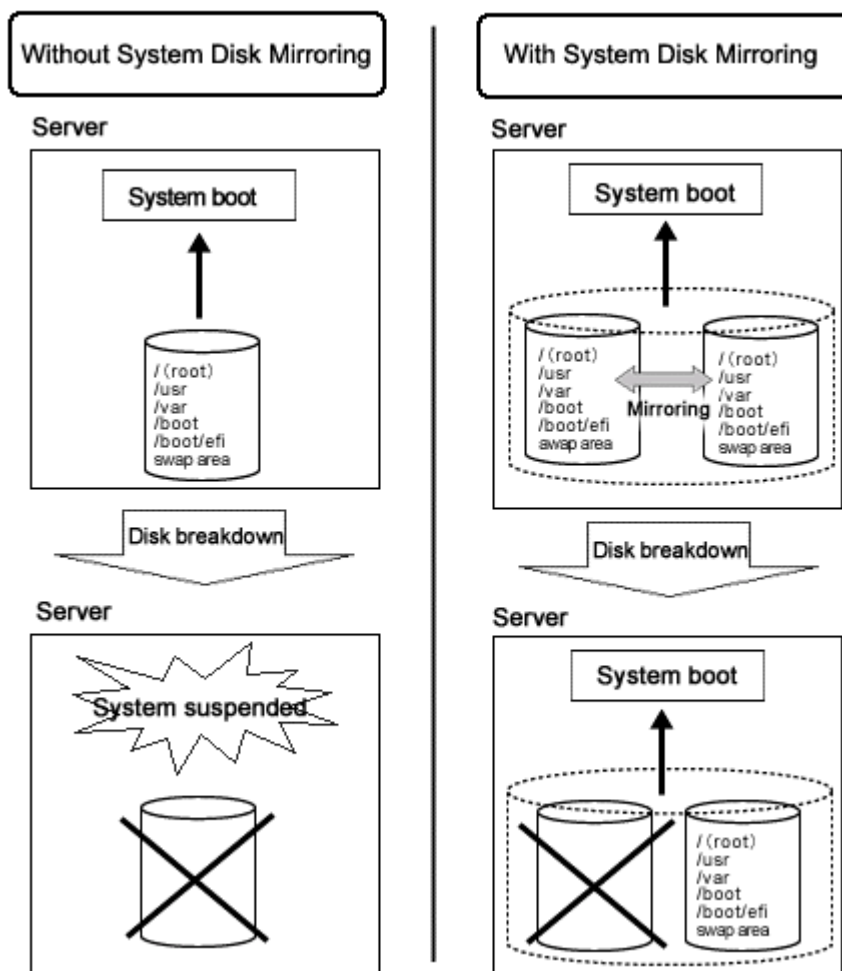 Without System Disk Mirroring
Server
System boot
/ (root)
/usr
/var
/boot
/boot/efi
swap area
Disk breakdown
Server
System suspended
With System Disk Mirroring
Server
System boot
/ (root)
/usr
/var
/boot
/boot/efi
swap area
Mirroring
/ (root)
/usr
/var
/boot
/boot/efi
swap area
Disk breakdown
Server
System boot
/ (root)
/usr
/var
/boot
/boot/efi
swap area